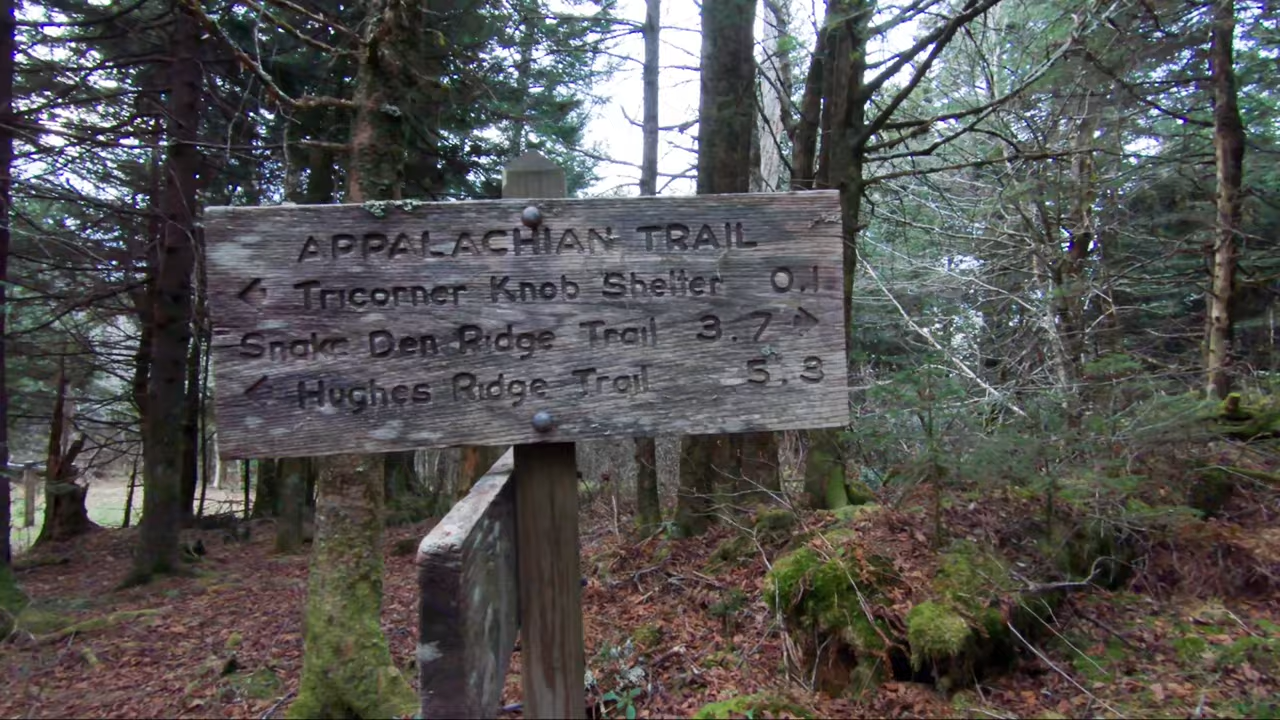 APPALACHIAN TRAIL
< Tricorner Knob Shelter 0.1
Snake Den Ridge Trail 3.7 →
< Hughes Ridge Trail 5.3